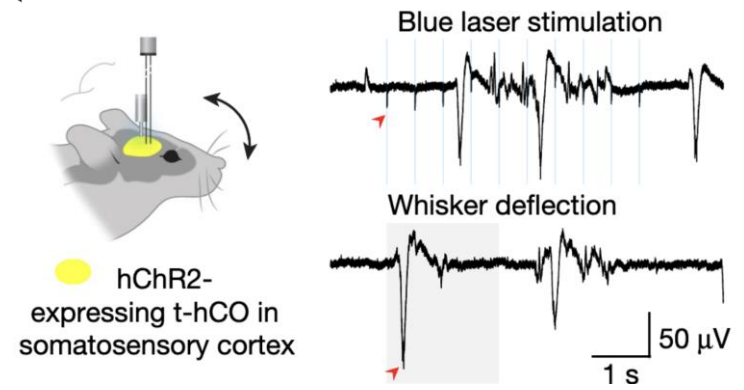 Blue laser stimulation
Whisker deflection
hChR2-
expressing t-hCO in
somatosensory cortex
50 μV
1 s